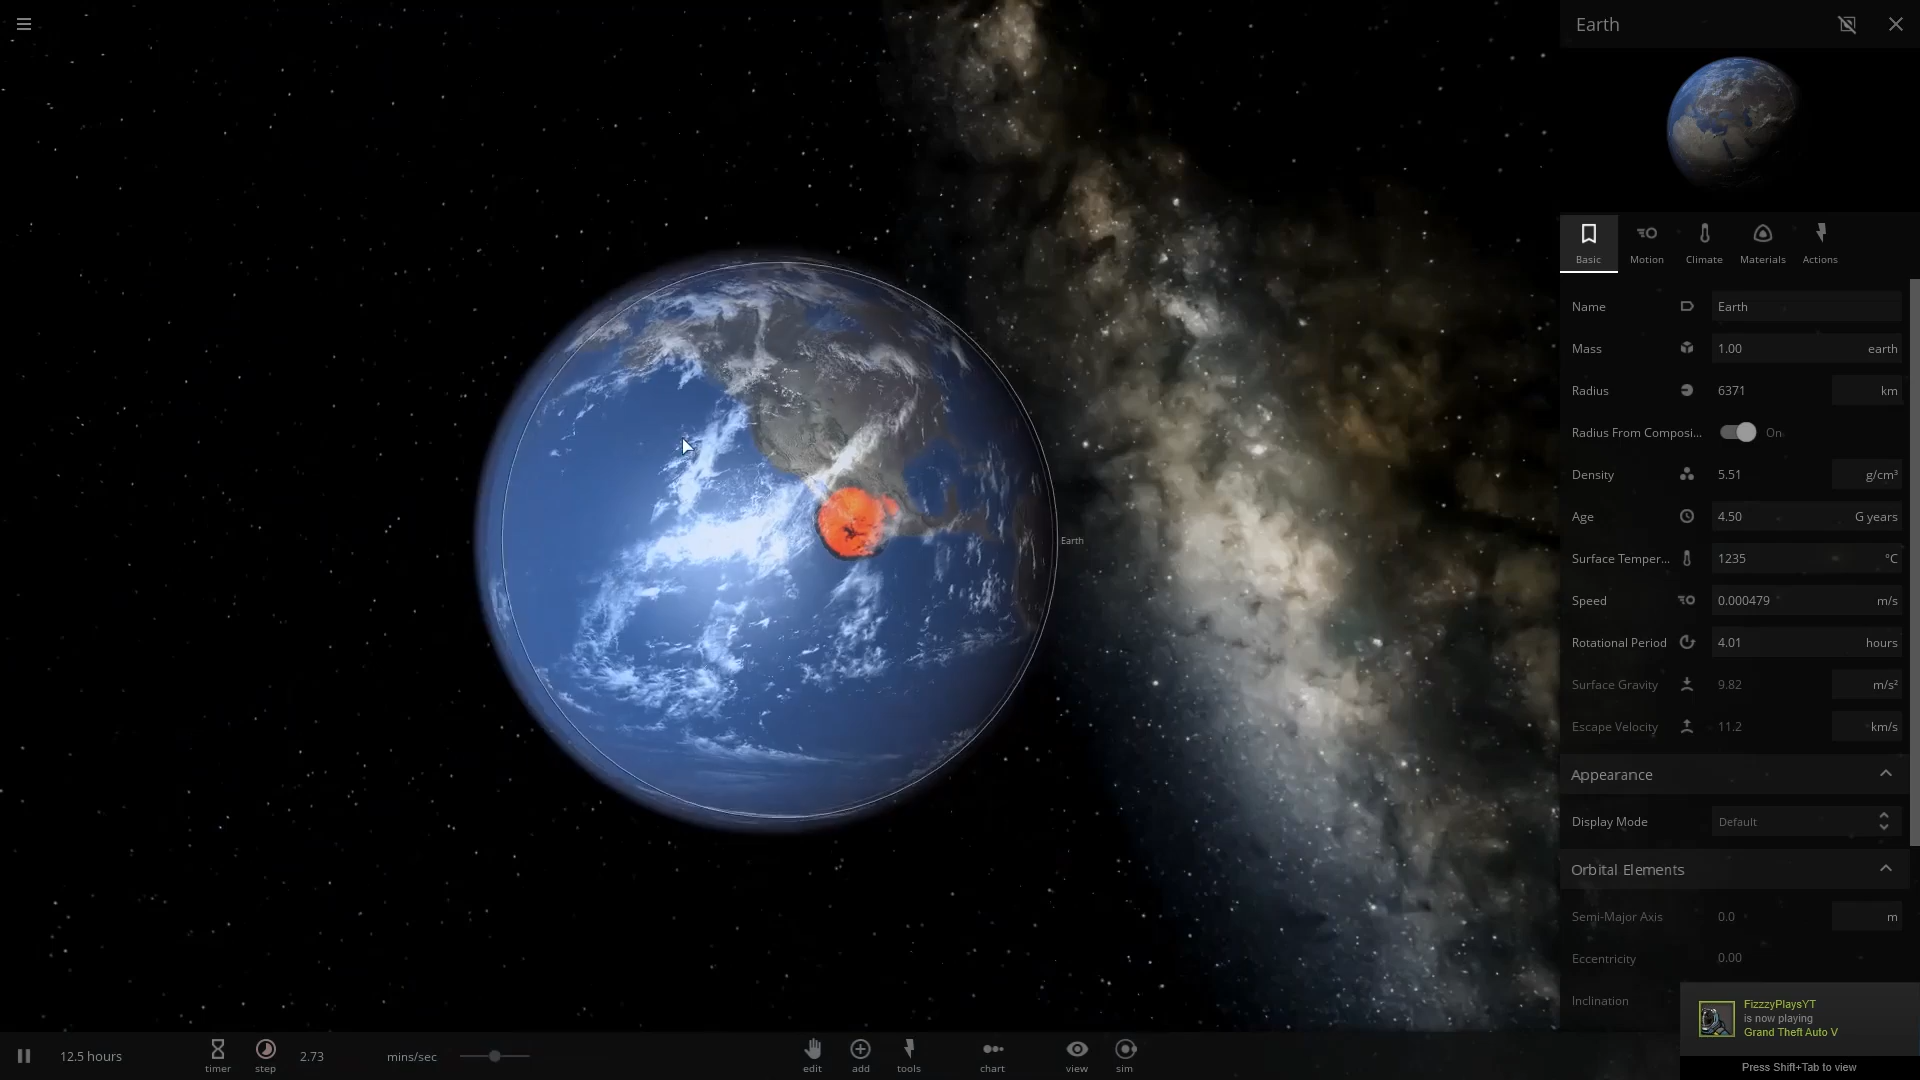 Earth
Basic
Motion
Climate
Materials
Actions
Name
Earth
Mass
1.00 earth
Radius
6371 km
Radius From Composi...
On
Density
5.51 g/cm³
Age
4.50 G years
Surface Temper...
1235 °C
Speed
0.000479 m/s
Rotational Period
4.01 hours
Surface Gravity
9.82 m/s²
Escape Velocity
11.2 km/s
Appearance
Display Mode
Default
Orbital Elements
Semi-Major Axis
0.0 m
Eccentricity
0.00
Inclination
Earth
FizzzyPlaysYT
is now playing
Grand Theft Auto V
Press Shift+Tab to view
12.5 hours
timer
step
2.73
mins/sec
edit
add
tools
chart
view
sim